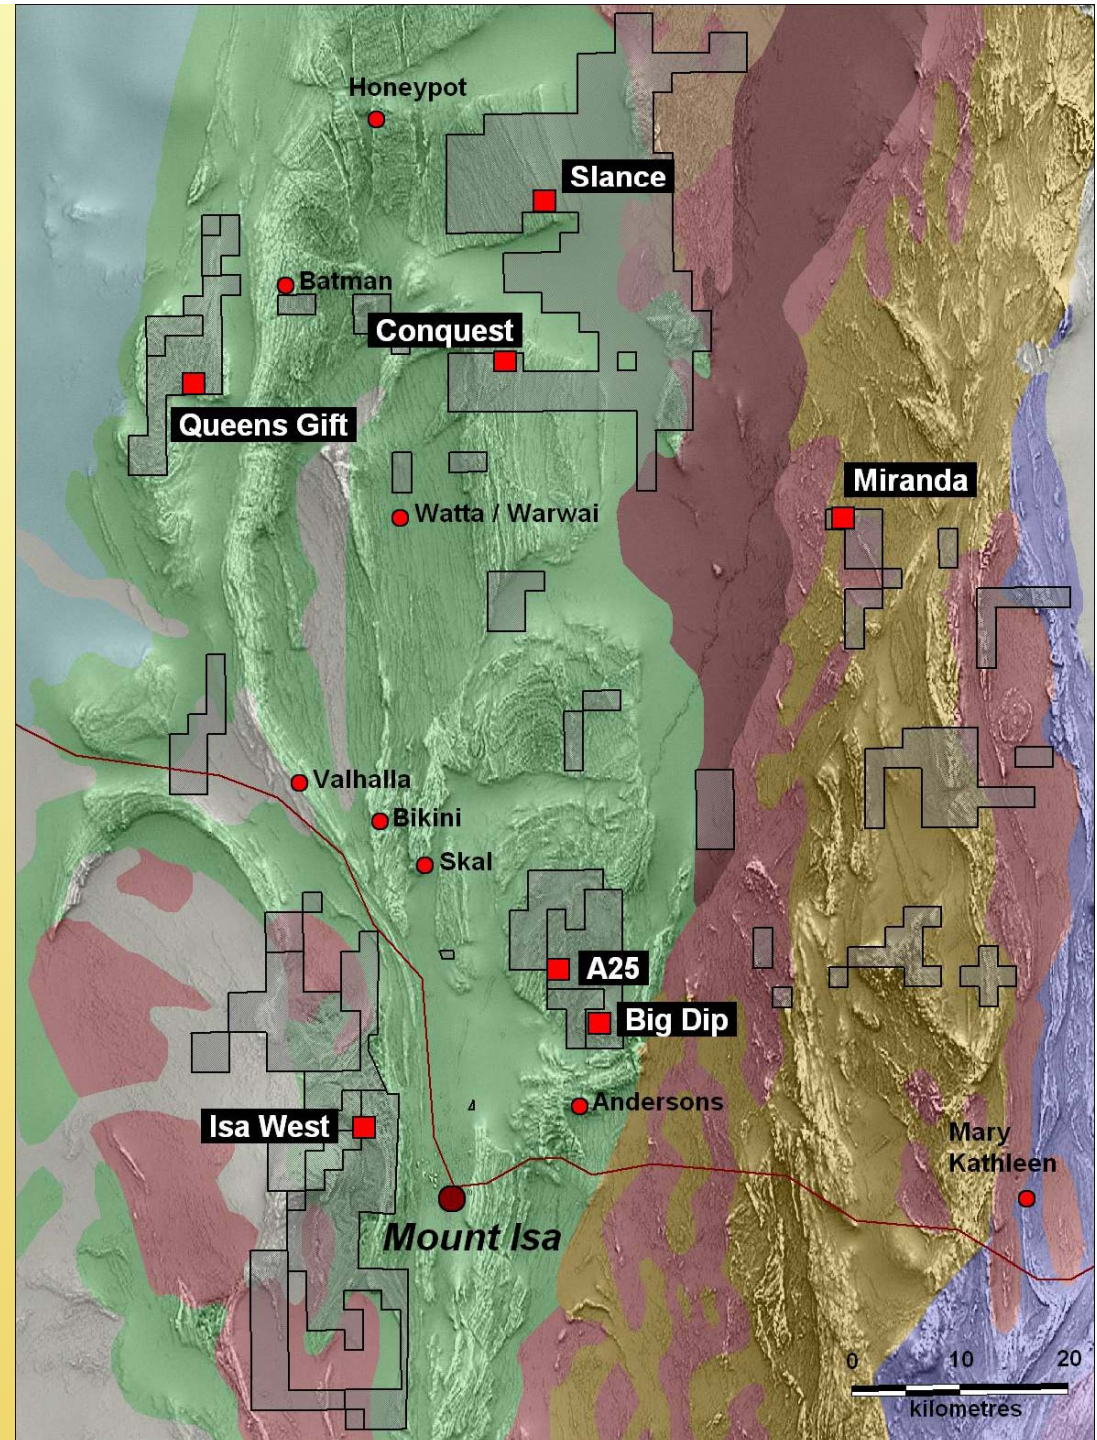 Honeypot
Slance
Batman
Conquest
Queens Gift
Miranda
Watta / Warwai
Valhalla
Bikini
Skal
A25
Big Dip
Andersons
Isa West
Mary
Kathleen
Mount Isa
0 10 20
kilometres